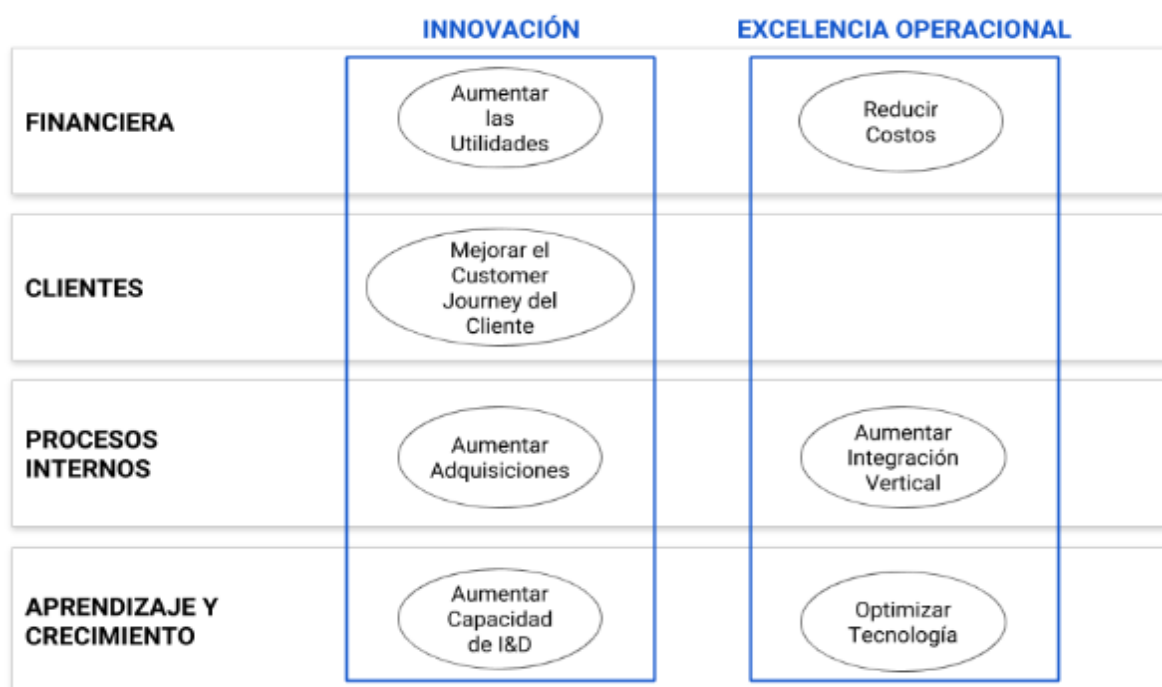 INNOVACIÓN
EXCELENCIA OPERACIONAL
FINANCIERA
Aumentar
las
Utilidades
Reducir
Costos
CLIENTES
Mejorar el
Customer
Journey del
Cliente
PROCESOS
INTERNOS
Aumentar
Adquisiciones
Aumentar
Integración
Vertical
APRENDIZAJE Y
CRECIMIENTO
Aumentar
Capacidad
de I&D
Optimizar
Tecnología